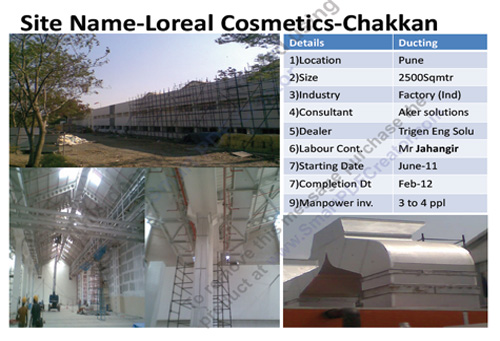 Site Name-Loreal Cosmetics-Chakkan
Details Ducting
1)Location Pune
2)Size 2500Sqmtr
3)Industry Factory (Ind)
4)Consultant Aker solutions
5)Dealer Trigen Eng Solu
6)Labour Cont. Mr Jahangir
7)Starting Date June-11
7)Completion Dt Feb-12
9)Manpower inv. 3 to 4 ppl